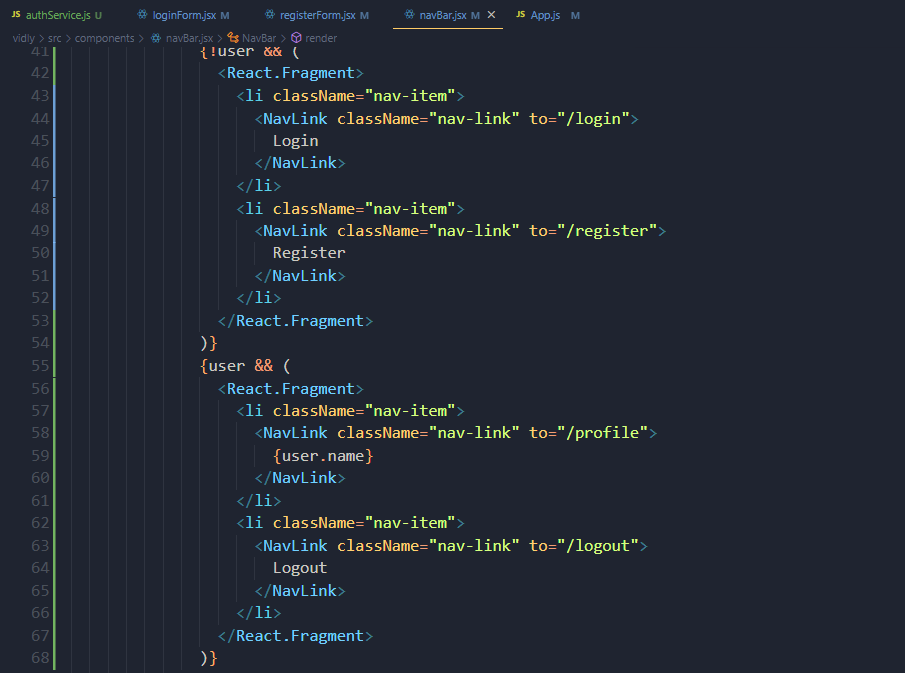 JS authService.js U loginForm.jsx M registerForm.jsx M navBar.jsx M × JS App.js M
vidly > src > components > navBar.jsx > NavBar > render
41 {!user && (
42 <React.Fragment>
43 <li className="nav-item">
44 <NavLink className="nav-link" to="/login">
45 Login
46 </NavLink>
47 </li>
48 <li className="nav-item">
49 <NavLink className="nav-link" to="/register">
50 Register
51 </NavLink>
52 </li>
53 </React.Fragment>
54 )}
55 {user && (
56 <React.Fragment>
57 <li className="nav-item">
58 <NavLink className="nav-link" to="/profile">
59 {user.name}
60 </NavLink>
61 </li>
62 <li className="nav-item">
63 <NavLink className="nav-link" to="/logout">
64 Logout
65 </NavLink>
66 </li>
67 </React.Fragment>
68 )}